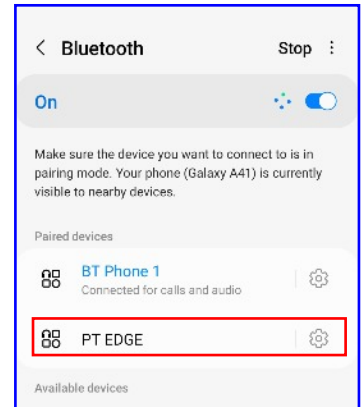 Bluetooth Stop
On
Make sure the device you want to connect to is in
pairing mode. Your phone (Galaxy A41) is currently
visible to nearby devices.
Paired devices
BT Phone 1
Connected for calls and audio
PT EDGE
Available devices